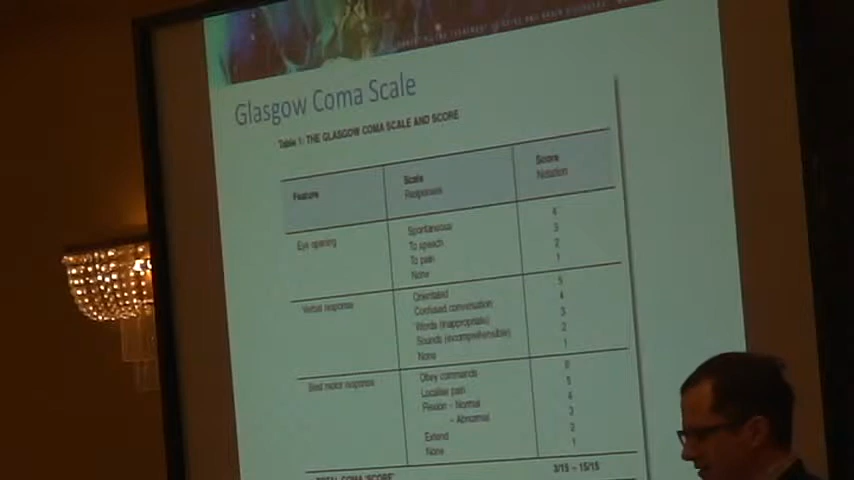 Glasgow Coma Scale
Table 1: THE GLASGOW COMA SCALE AND SCORE
Feature Scale Score
Responses Notation
Eye opening Spontaneous 4
To speech 3
To pain 2
None 1
Verbal response Orientated 5
Confused conversation 4
Words (inappropriate) 3
Sounds (incomprehensible) 2
None 1
Best motor response Obey commands 6
Localise pain 5
Flexion – Normal 4
– Abnormal 3
Extend 2
None 1
TOTAL COMA 'SCORE' 3/15 – 15/15